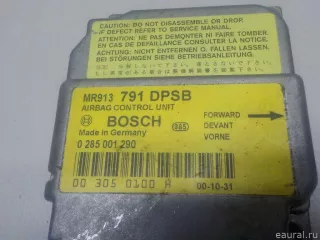 CAUTION: DO NOT DISASSEMBLE OR DROP
IF DEFECT REFER TO WORKSHOP MANUAL.
ATTENTION: NE PAS DEMONTER NI FAIRE TOMBER
EN CAS DE DEFAILLANCE CONSULTER LA NOTICE.
ACHTUNG: NICHT ENTFERNEN O. FALLEN LASSEN.
BEI STÖRUNGEN SIEHE BETRIEBSANLEITUNG.
MR913 791 DPSB
AIRBAG CONTROL UNIT
BOSCH
Made in Germany
865
0 285 001 290
FORWARD
DEVANT
VORNE
00 305 0100 A
00-10-31
eaural.ru